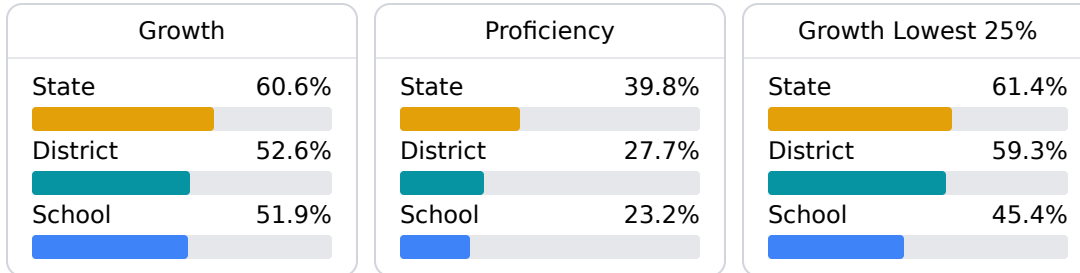 Growth
State 60.6%
District 52.6%
School 51.9%
Proficiency
State 39.8%
District 27.7%
School 23.2%
Growth Lowest 25%
State 61.4%
District 59.3%
School 45.4%